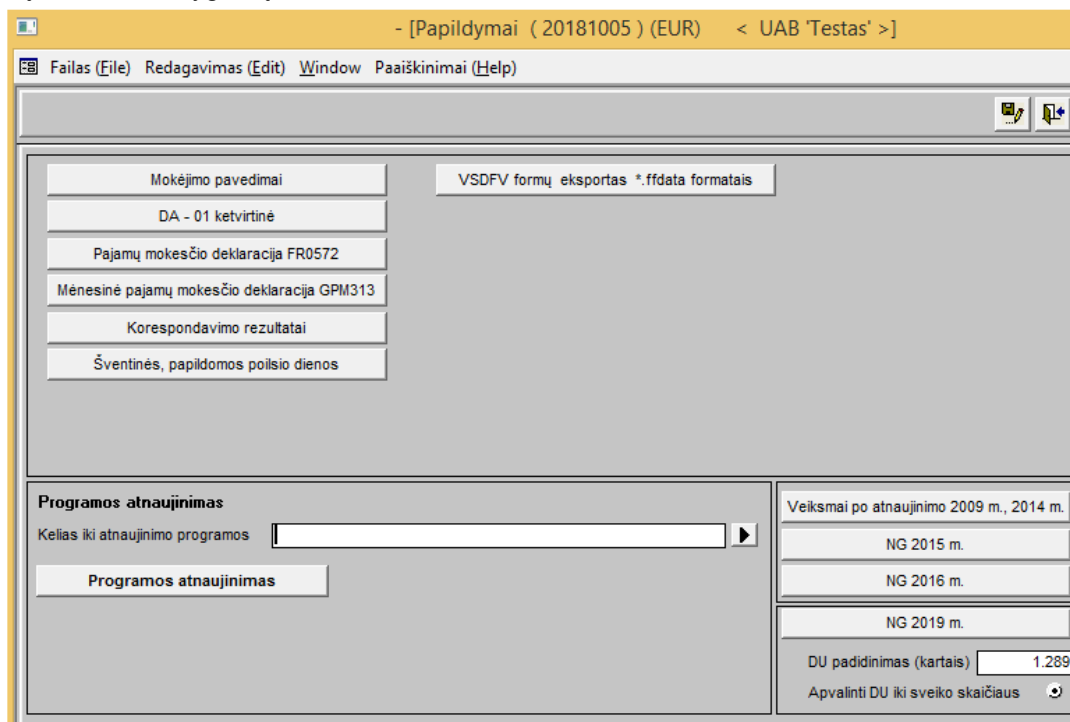 - [Papildymai ( 20181005 ) (EUR) < UAB 'Testas' >]
Failas (File) Redagavimas (Edit) Window Paaiškinimai (Help)
Mokėjimo pavedimai
VSDFV formų eksportas *.ffdata formatais
DA - 01 ketvirtinė
Pajamų mokesčio deklaracija FR0572
Mėnesinė pajamų mokesčio deklaracija GPM313
Korespondavimo rezultatai
Šventinės, papildomos poilsio dienos
Programos atnaujinimas
Kelias iki atnaujinimo programos
Programos atnaujinimas
Veiksmai po atnaujinimo 2009 m., 2014 m.
NG 2015 m.
NG 2016 m.
NG 2019 m.
DU padidinimas (kartais) 1.289
Apvalinti DU iki sveiko skaičiaus